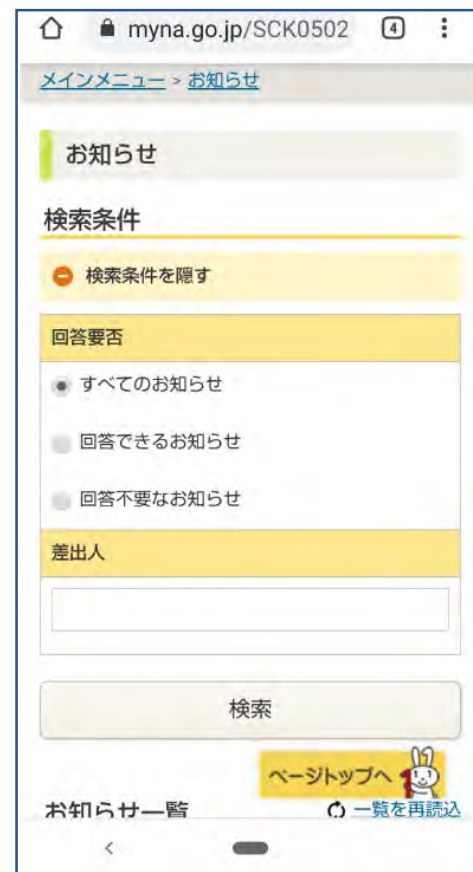 myna.go.jp/SCK0502 4
メインメニュー > お知らせ
お知らせ
検索条件
検索条件を隠す
回答要否
すべてのお知らせ
回答できるお知らせ
回答不要なお知らせ
差出人
検索
ページトップへ
お知らせ一覧 一覧を再読込